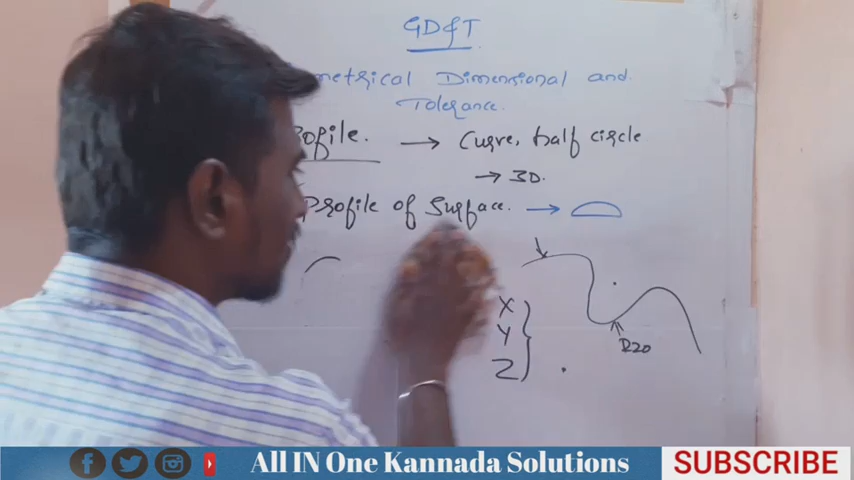 GD&T
metrical Dimensional and
Tolerance.
ofile. → Curve, half circle
→ 3D.
Profile of Surface. →
X
Y
Z
R20
All IN One Kannada Solutions
SUBSCRIBE